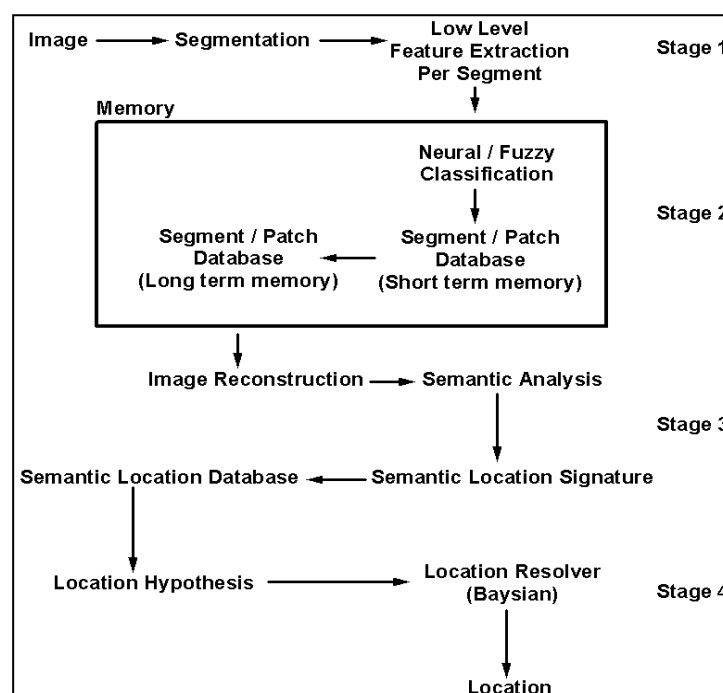 Image
Segmentation
Low Level
Feature Extraction
Per Segment
Stage 1
Memory
Neural / Fuzzy
Classification
Stage 2
Segment / Patch
Database
(Long term memory)
Segment / Patch
Database
(Short term memory)
Image Reconstruction
Semantic Analysis
Stage 3
Semantic Location Database
Semantic Location Signature
Location Hypothesis
Location Resolver
(Baysian)
Stage 4
Location